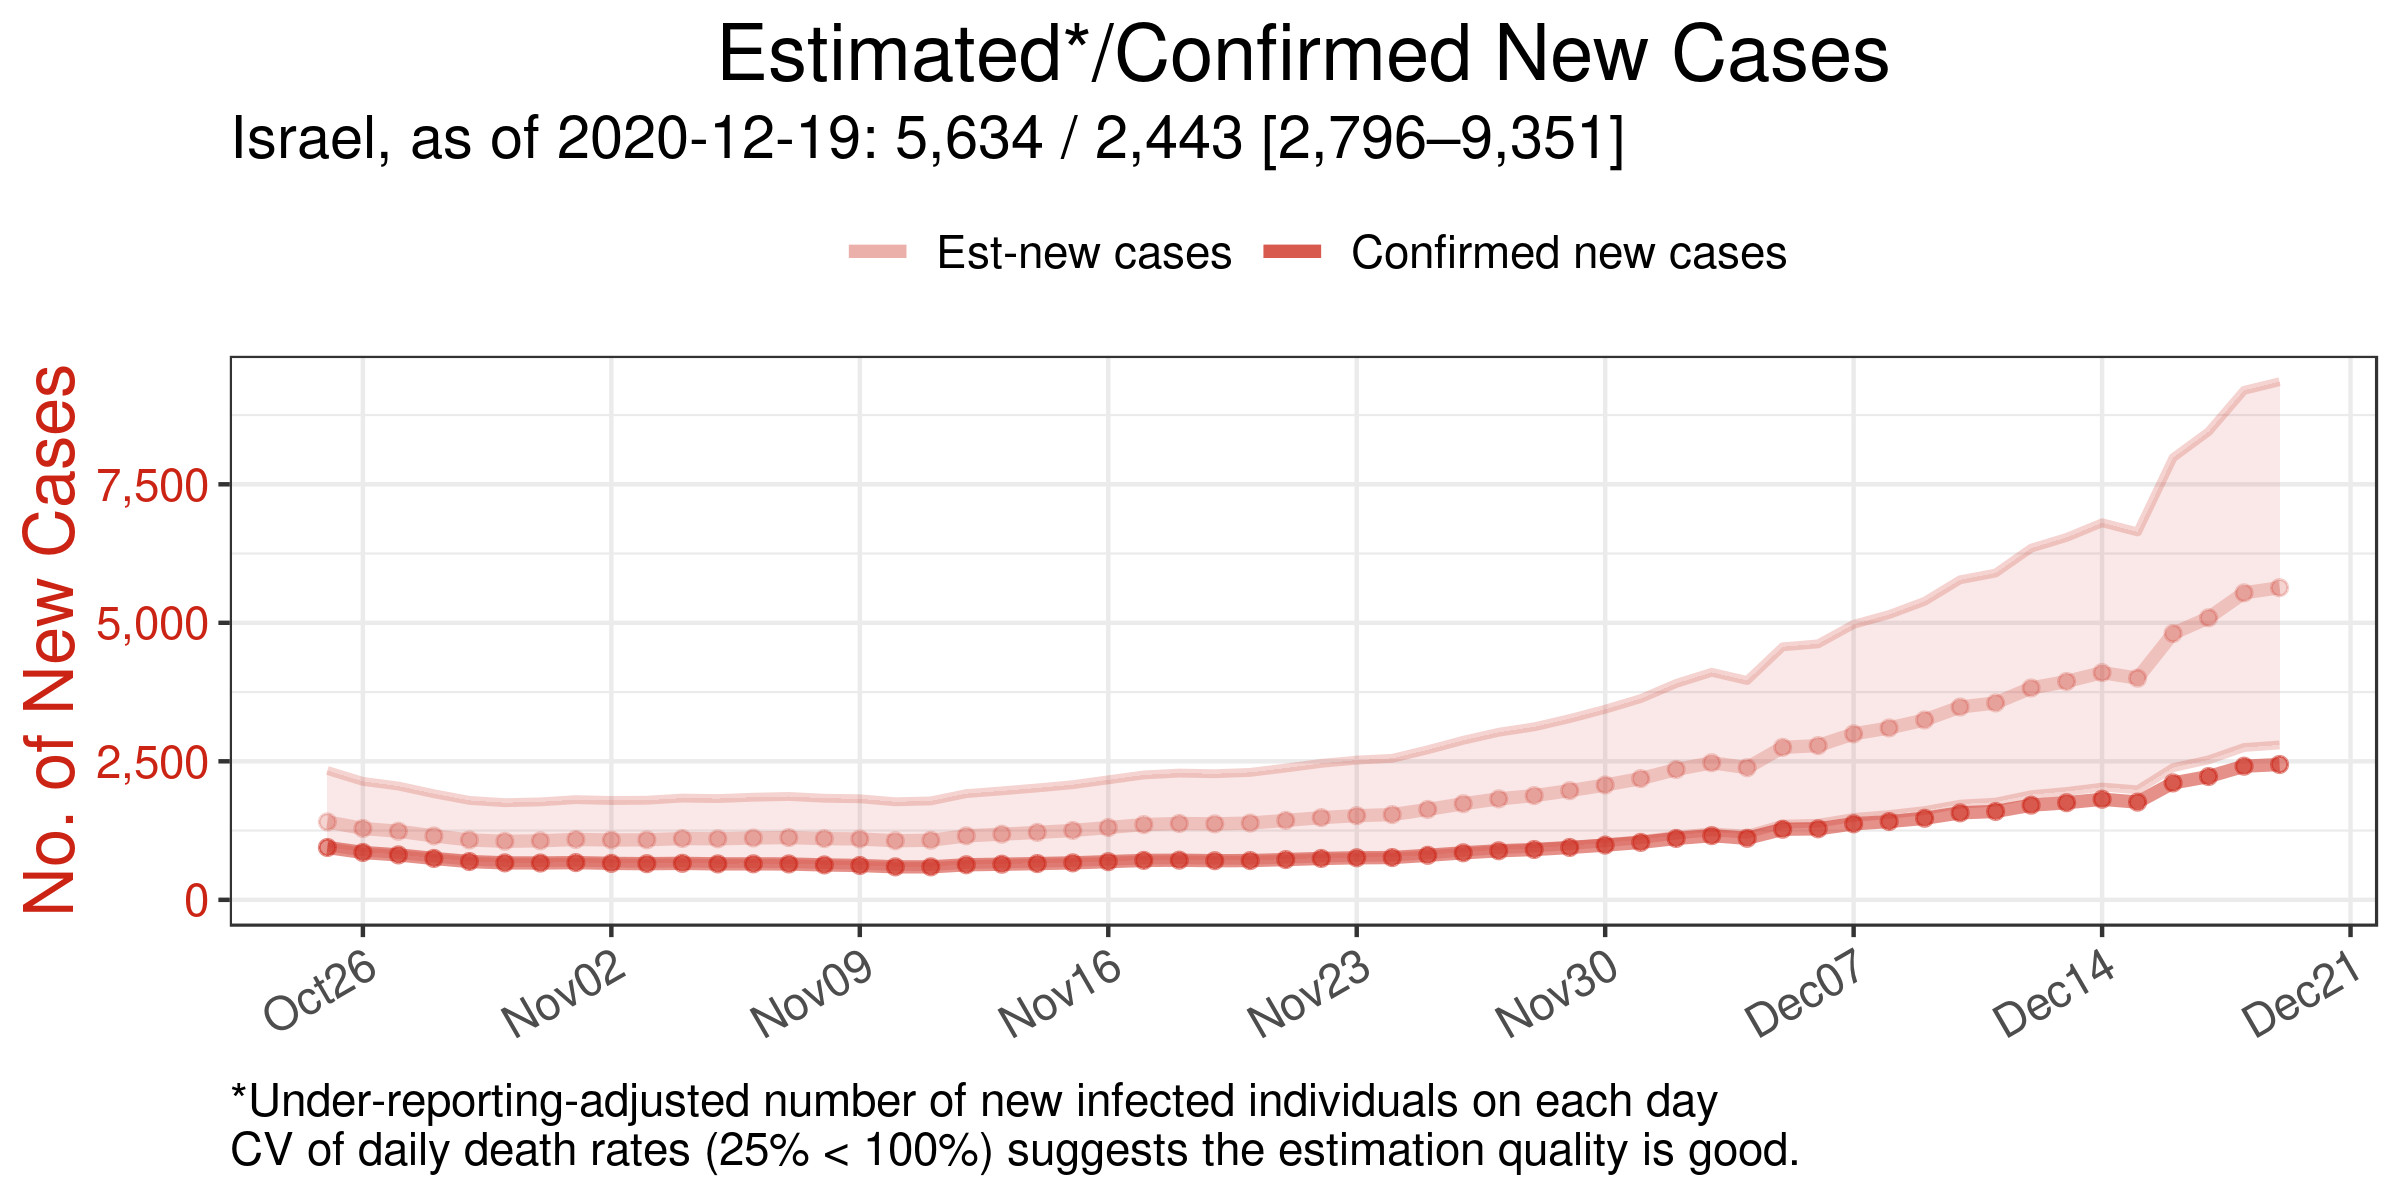 Estimated*/Confirmed New Cases
Israel, as of 2020-12-19: 5,634 / 2,443 [2,796–9,351]
Est-new cases
Confirmed new cases
No. of New Cases
7,500
5,000
2,500
0
Oct26
Nov02
Nov09
Nov16
Nov23
Nov30
Dec07
Dec14
Dec21
*Under-reporting-adjusted number of new infected individuals on each day
CV of daily death rates (25% < 100%) suggests the estimation quality is good.